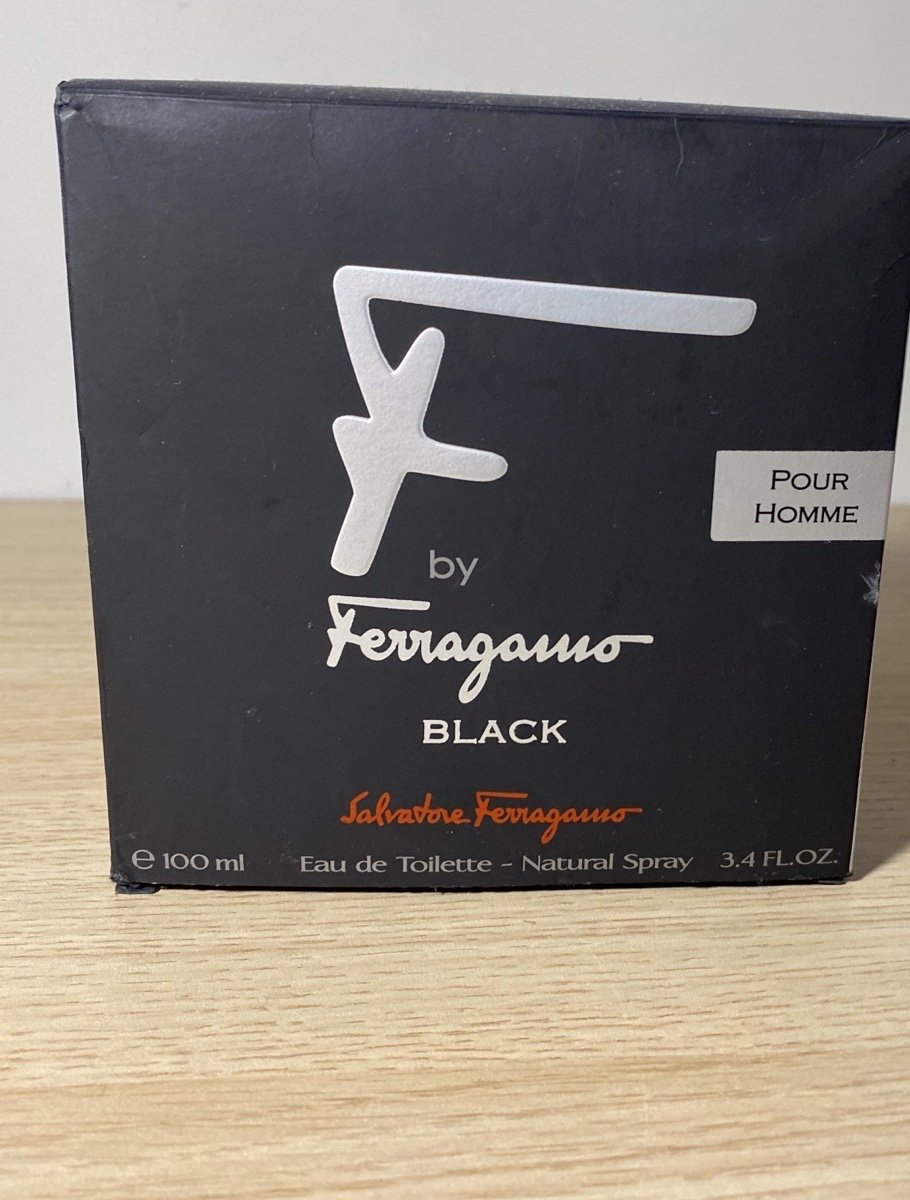 F
by
Ferragamo
BLACK
POUR
HOMME
Salvatore Ferragamo
℮ 100 ml Eau de Toilette - Natural Spray 3.4 FL.OZ.